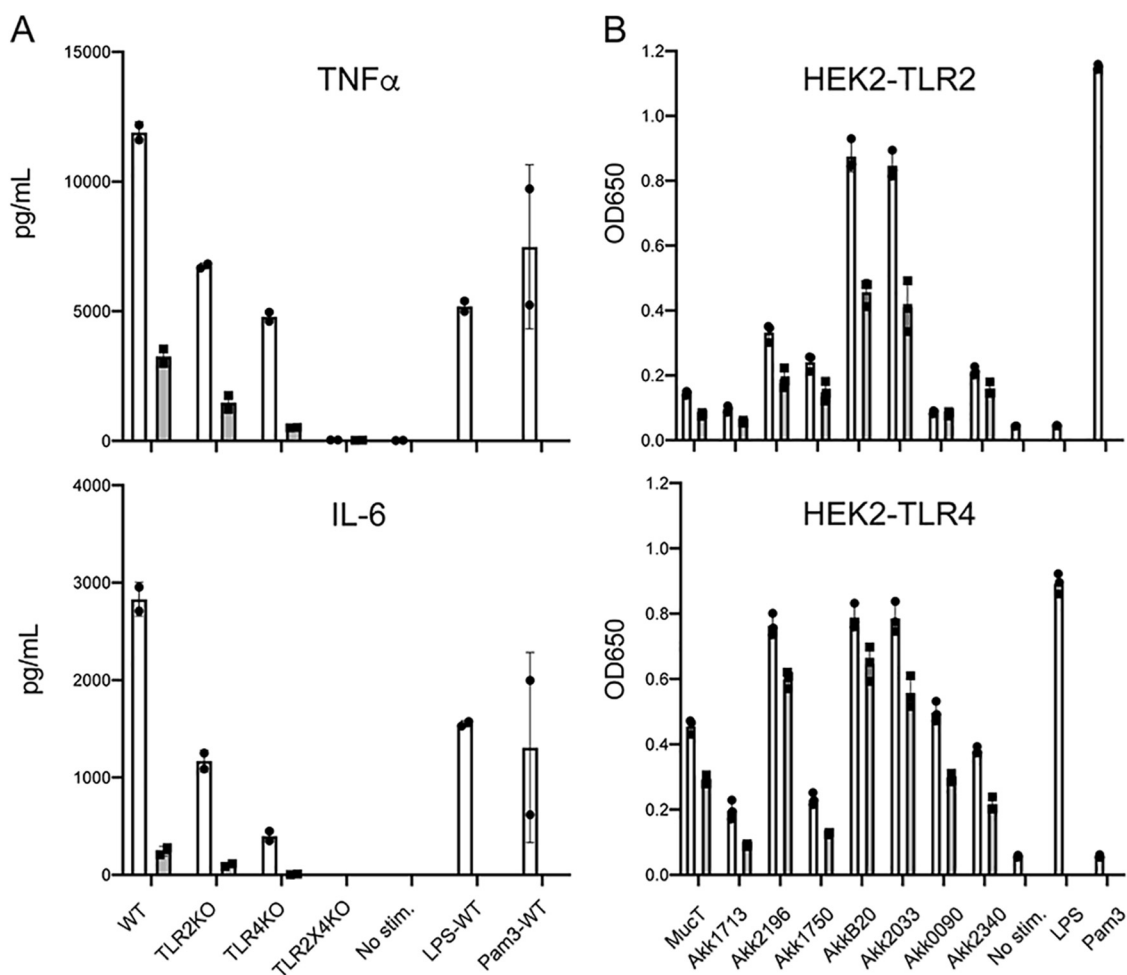 A
TNFα
pg/mL
15000
10000
5000
0
IL-6
pg/mL
4000
3000
2000
1000
0
WT
TLR2KO
TLR4KO
TLR2X4KO
No stim.
LPS-WT
Pam3-WT
B
HEK2-TLR2
OD650
1.2
1.0
0.8
0.6
0.4
0.2
0.0
HEK2-TLR4
OD650
1.2
1.0
0.8
0.6
0.4
0.2
0.0
MucT
Akk1713
Akk2196
Akk1750
AkkB20
Akk2033
Akk0090
Akk2340
No stim.
LPS
Pam3